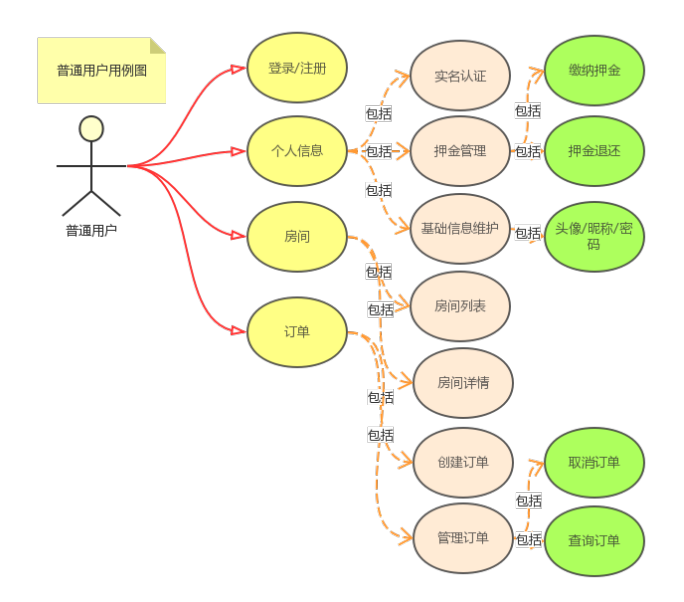 普通用户用例图
普通用户
登录/注册
个人信息
房间
订单
包括
包括
包括
包括
包括
包括
包括
实名认证
押金管理
基础信息维护
房间列表
房间详情
创建订单
管理订单
包括
包括
包括
包括
包括
缴纳押金
押金退还
头像/昵称/密
码
取消订单
查询订单